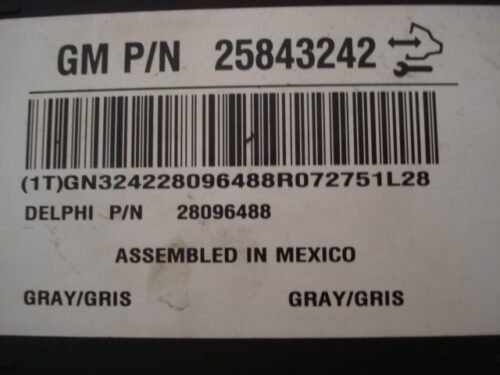 GM P/N 25843242
(1T)GN324228096488R072751L28
DELPHI P/N 28096488
ASSEMBLED IN MEXICO
GRAY/GRIS GRAY/GRIS